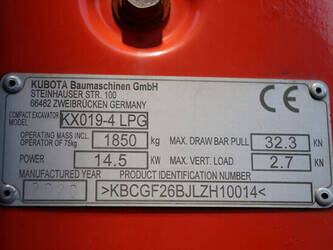 KUBOTA Baumaschinen GmbH
STEINHAUSER STR. 100
66482 ZWEIBRÜCKEN GERMANY
CE
COMPACT EXCAVATOR MODEL KX019-4 LPG
OPERATING MASS INCL. OPERATOR OF 75kg 1850 kg MAX. DRAW BAR PULL 32.3 KN
POWER 14.5 kW MAX. VERT. LOAD 2.7 KN
MANUFACTURED YEAR PRODUCT IDENTIFICATION NUMBER
2020 >KBCGF26BJLZH10014<